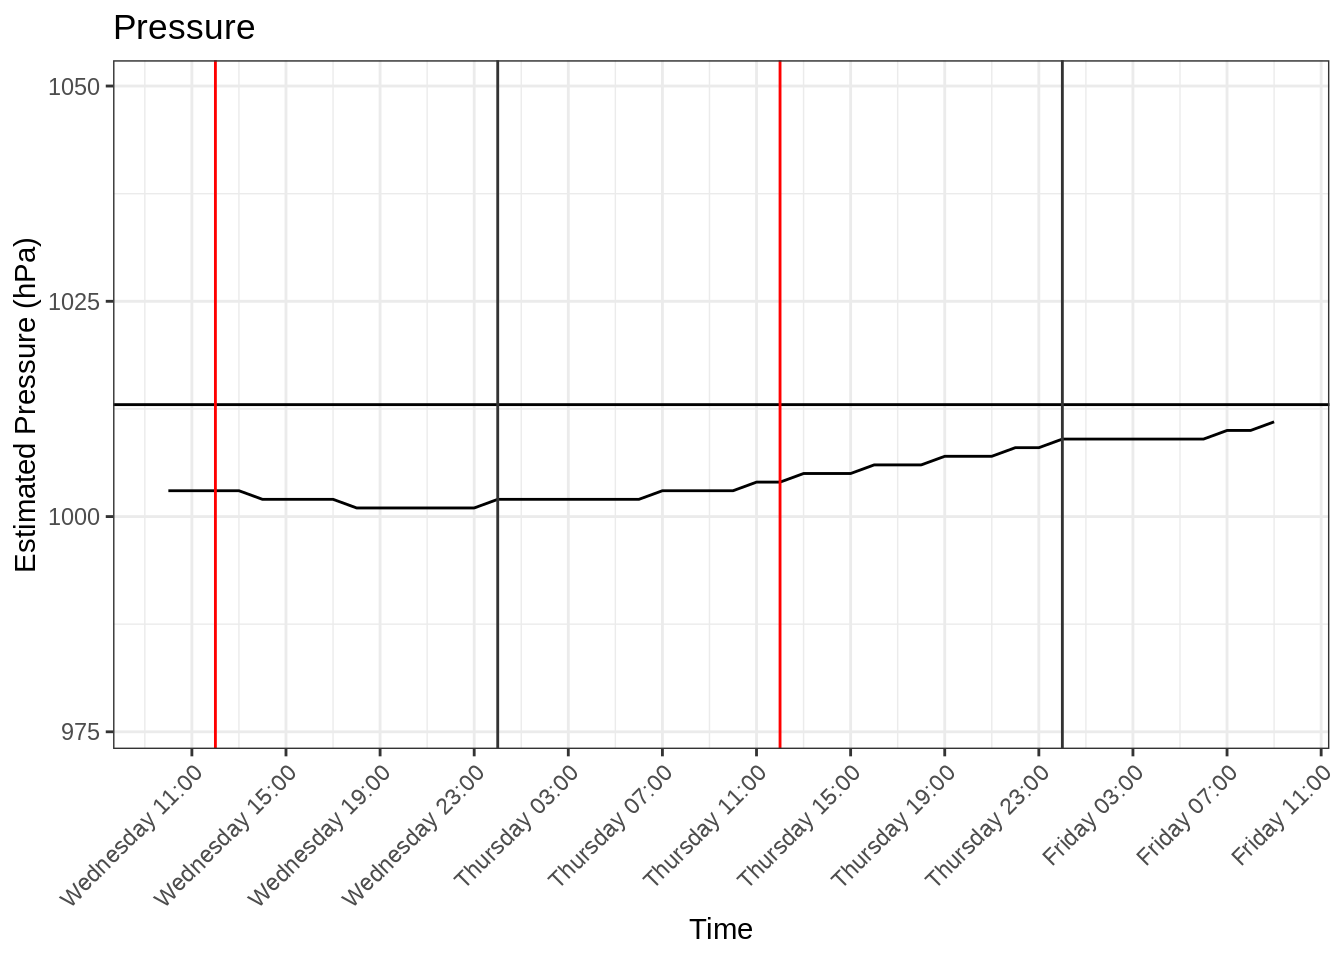 Pressure
Estimated Pressure (hPa)
1050
1025
1000
975
Wednesday 11:00
Wednesday 15:00
Wednesday 19:00
Wednesday 23:00
Thursday 03:00
Thursday 07:00
Thursday 11:00
Thursday 15:00
Thursday 19:00
Thursday 23:00
Friday 03:00
Friday 07:00
Friday 11:00
Time